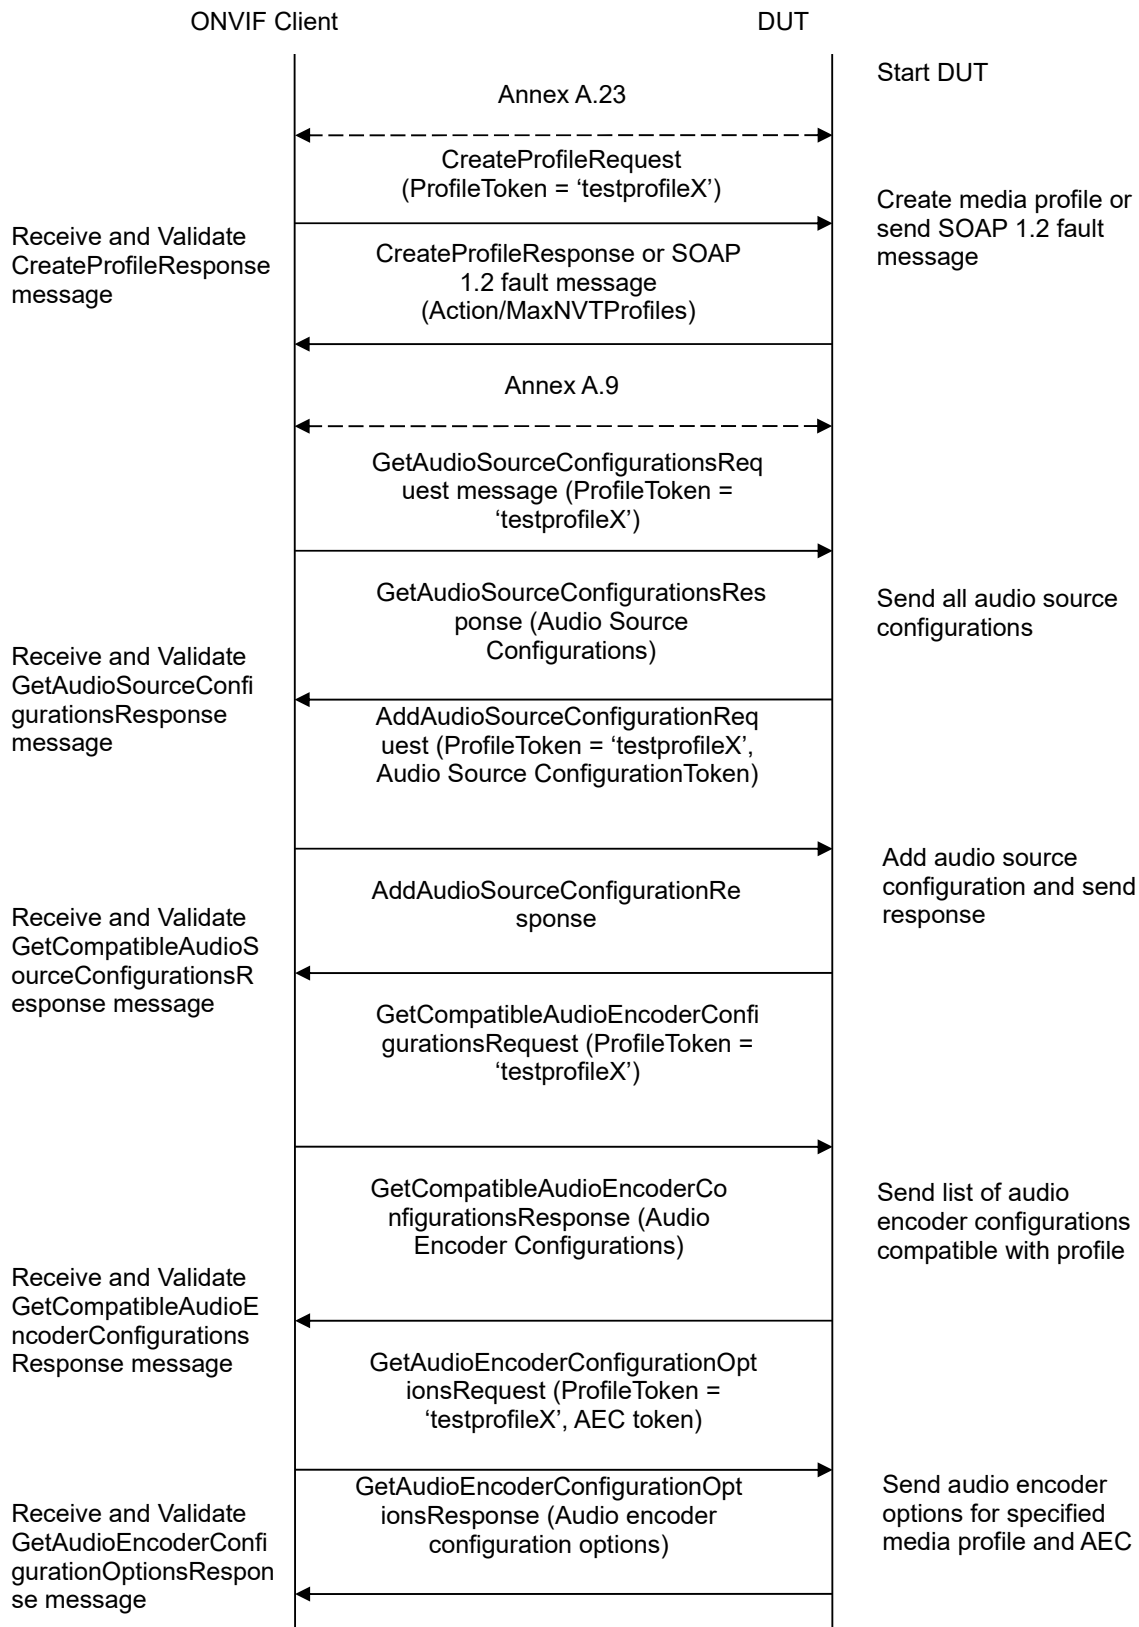 ONVIF Client
DUT
Start DUT
Annex A.23
CreateProfileRequest
(ProfileToken = ‘testprofileX’)
Create media profile or
send SOAP 1.2 fault
message
Receive and Validate
CreateProfileResponse
message
CreateProfileResponse or SOAP
1.2 fault message
(Action/MaxNVTProfiles)
Annex A.9
GetAudioSourceConfigurationsReq
uest message (ProfileToken =
‘testprofileX’)
GetAudioSourceConfigurationsRes
ponse (Audio Source
Configurations)
Send all audio source
configurations
Receive and Validate
GetAudioSourceConfi
gurationsResponse
message
AddAudioSourceConfigurationReq
uest (ProfileToken = ‘testprofileX’,
Audio Source ConfigurationToken)
Add audio source
configuration and send
response
AddAudioSourceConfigurationRe
sponse
Receive and Validate
GetCompatibleAudioS
ourceConfigurationsR
esponse message
GetCompatibleAudioEncoderConfi
gurationsRequest (ProfileToken =
‘testprofileX’)
GetCompatibleAudioEncoderCo
nfigurationsResponse (Audio
Encoder Configurations)
Send list of audio
encoder configurations
compatible with profile
Receive and Validate
GetCompatibleAudioE
ncoderConfigurations
Response message
GetAudioEncoderConfigurationOpt
ionsRequest (ProfileToken =
‘testprofileX’, AEC token)
GetAudioEncoderConfigurationOpt
ionsResponse (Audio encoder
configuration options)
Send audio encoder
options for specified
media profile and AEC
Receive and Validate
GetAudioEncoderConfi
gurationOptionsRespon
se message